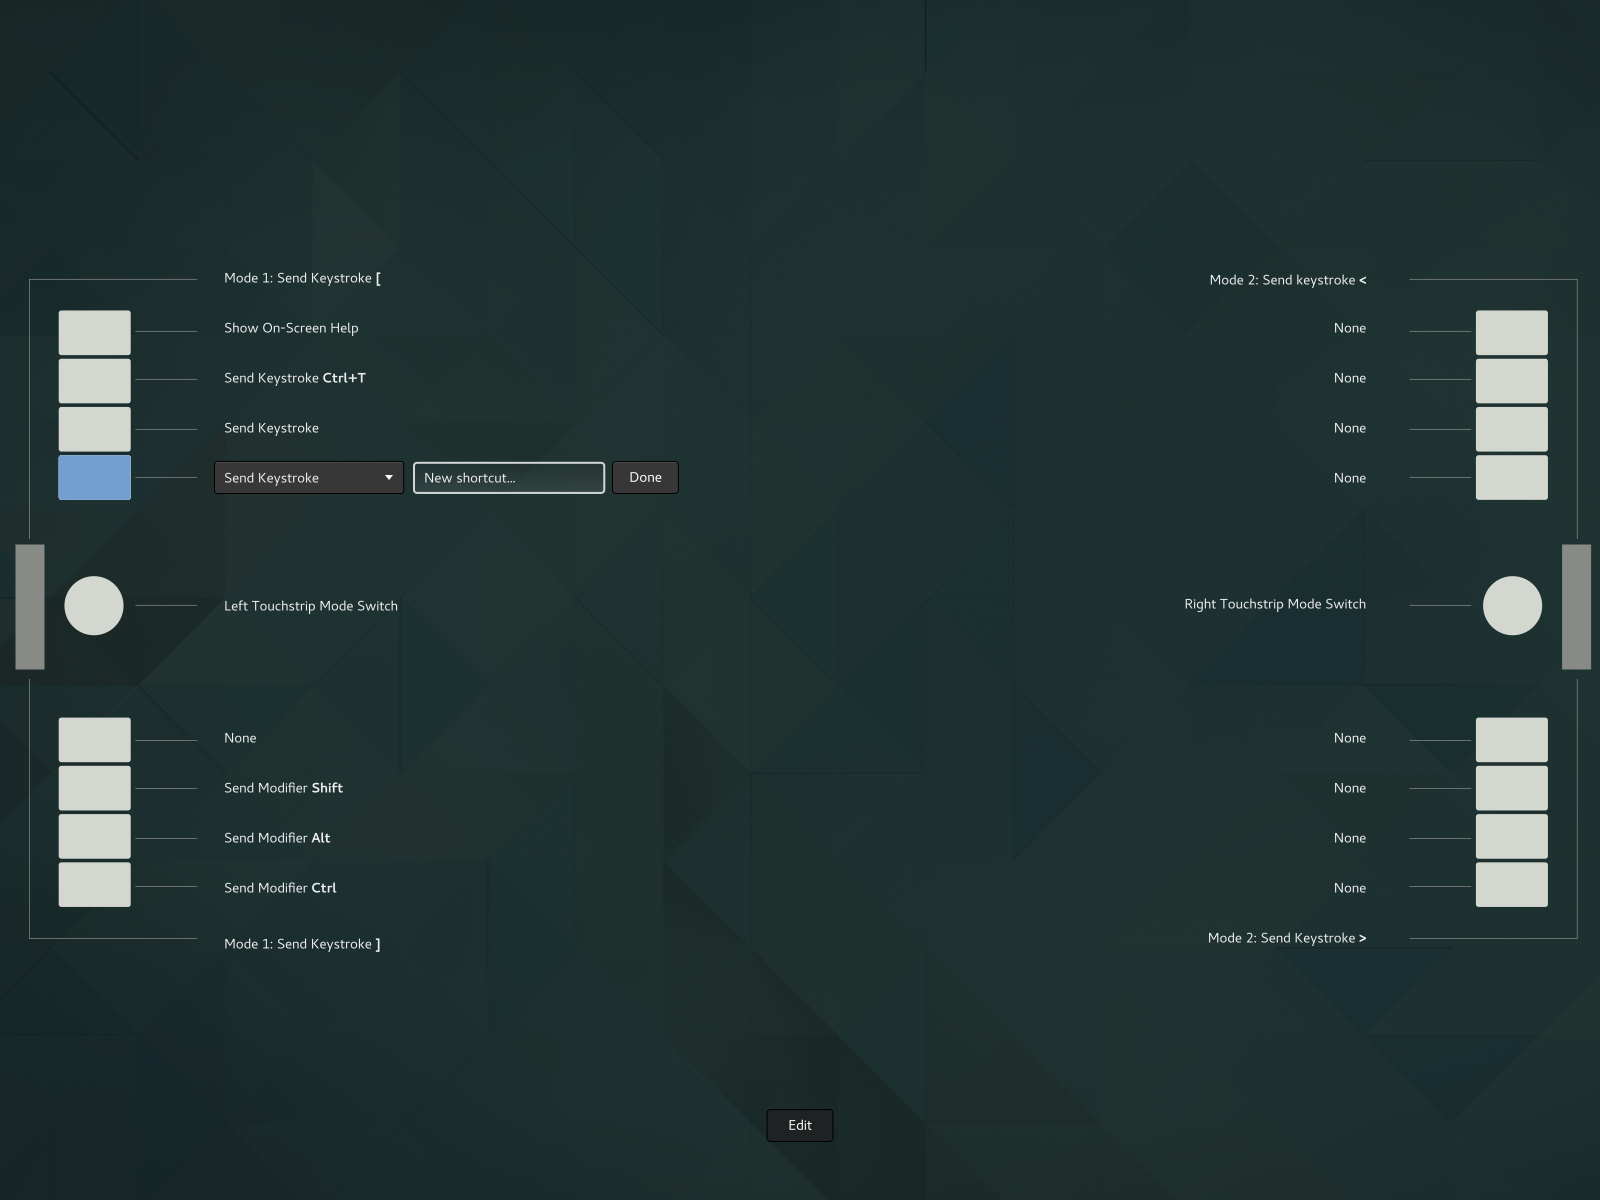 Mode 1: Send Keystroke [
Show On-Screen Help
Send Keystroke Ctrl+T
Send Keystroke
Send Keystroke New shortcut... Done
Left Touchstrip Mode Switch
None
Send Modifier Shift
Send Modifier Alt
Send Modifier Ctrl
Mode 1: Send Keystroke ]
Mode 2: Send keystroke <
None
None
None
None
Right Touchstrip Mode Switch
None
None
None
None
Mode 2: Send Keystroke >
Edit